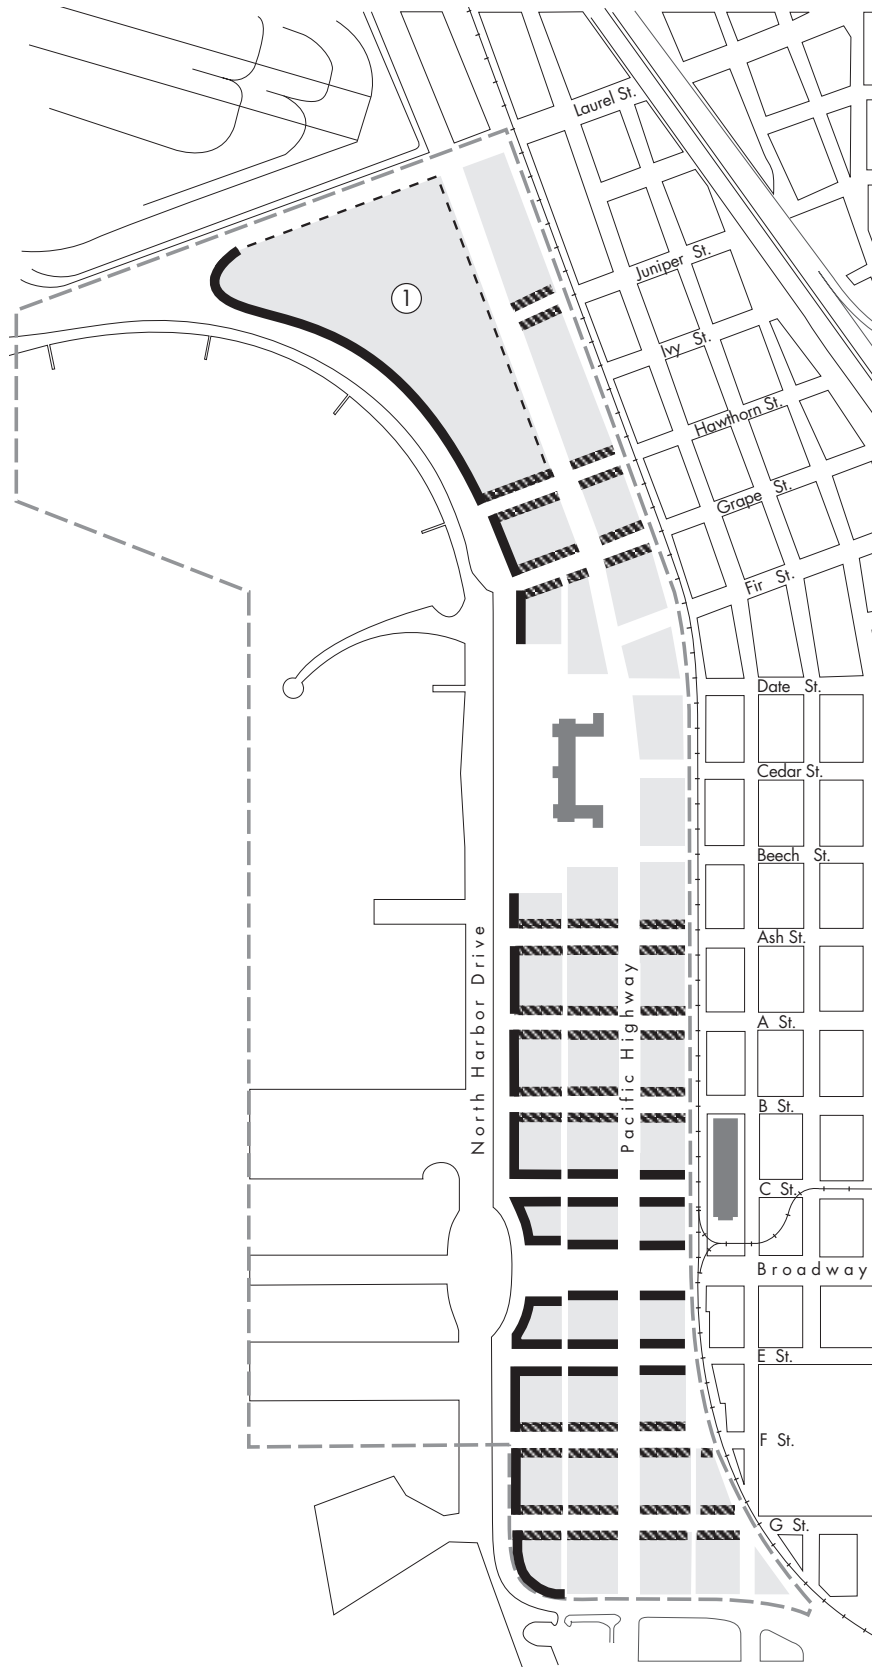 Laurel St.
Juniper St.
1
Ivy St.
Hawthorn St.
Grape St.
Fir St.
Date St.
Cedar St.
Beech St.
Ash St.
North Harbor Drive
Pacific Highway
A St.
B St.
C St.
Broadway
E St.
F St.
G St.